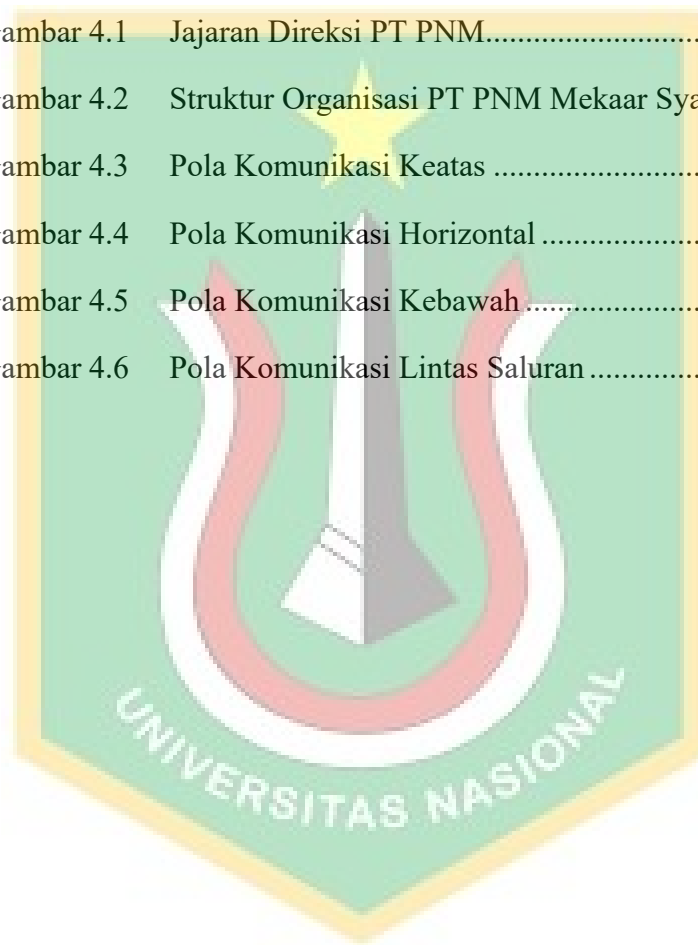 ambar 4.1 Jajaran Direksi PT PNM.......................
ambar 4.2 Struktur Organisasi PT PNM Mekaar Sya
ambar 4.3 Pola Komunikasi Keatas ......................
ambar 4.4 Pola Komunikasi Horizontal ................
ambar 4.5 Pola Komunikasi Kebawah ..................
ambar 4.6 Pola Komunikasi Lintas Saluran ..........
UNIVERSITAS NASIONAL